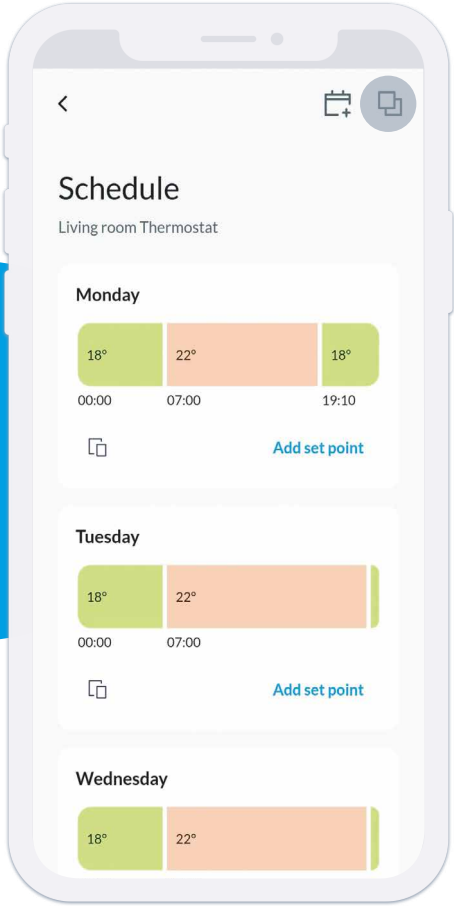 Schedule
Living room Thermostat
Monday
18° 22° 18°
00:00 07:00 19:10
Add set point
Tuesday
18° 22°
00:00 07:00
Add set point
Wednesday
18° 22°